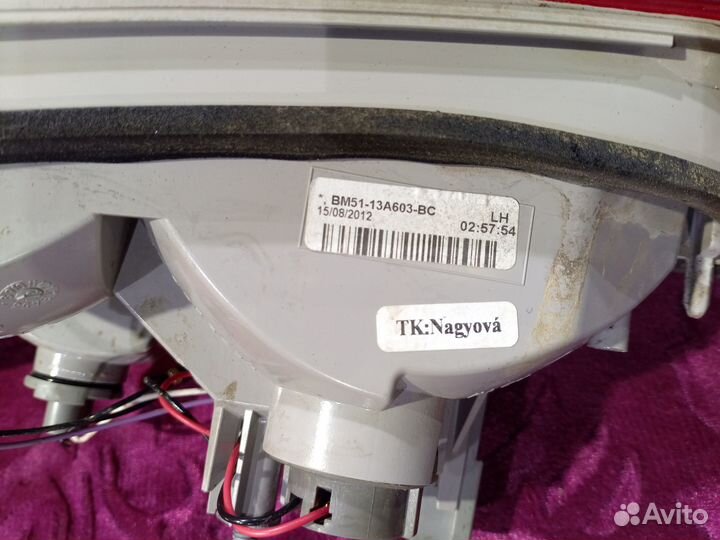 *. BM51-13A603-BC LH
15/08/2012 02:57:54
TK:Nagyová
Avito